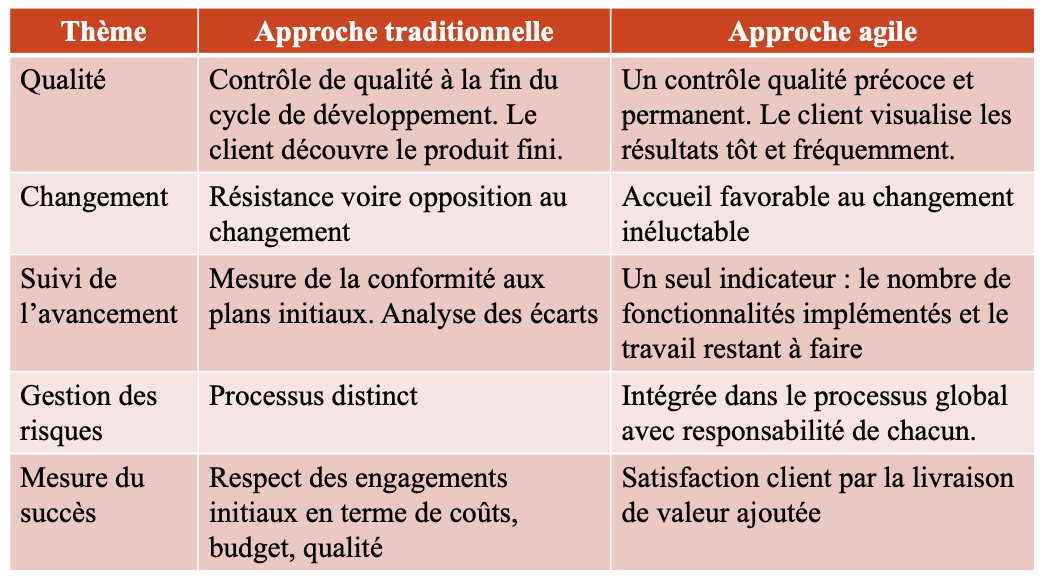 Thème
Approche traditionnelle
Approche agile
Qualité
Contrôle de qualité à la fin du
cycle de développement. Le
client découvre le produit fini.
Un contrôle qualité précoce et
permanent. Le client visualise les
résultats tôt et fréquemment.
Changement
Résistance voire opposition au
changement
Accueil favorable au changement
inéluctable
Suivi de
l’avancement
Mesure de la conformité aux
plans initiaux. Analyse des écarts
Un seul indicateur : le nombre de
fonctionnalités implémentés et le
travail restant à faire
Gestion des
risques
Processus distinct
Intégrée dans le processus global
avec responsabilité de chacun.
Mesure du
succès
Respect des engagements
initiaux en terme de coûts,
budget, qualité
Satisfaction client par la livraison
de valeur ajoutée